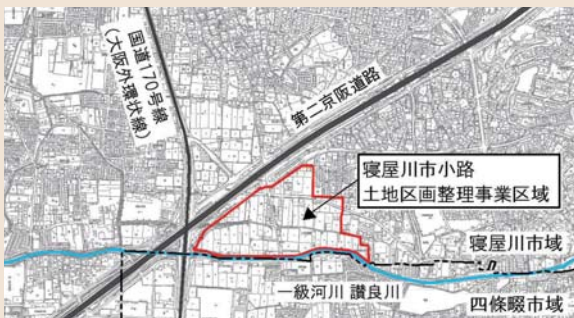 国道170号線
(大阪外環状線)
第二京阪道路
寝屋川市小路
土地区画整理事業区域
寝屋川市域
一級河川 讃良川
四條畷市域